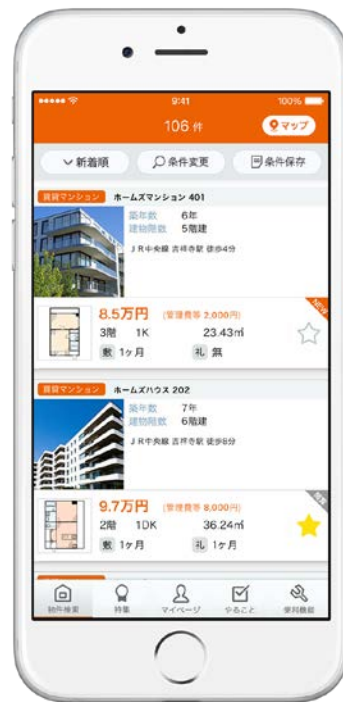 9:41
100%
106 件
マップ
新着順
条件変更
条件保存
賃貸マンション ホームズマンション 401
築年数 6年
建物階数 5階建
JR中央線 吉祥寺駅 徒歩4分
NEW
8.5万円 (管理費等 2,000円)
3階 1K 23.43㎡
敷 1ヶ月 礼 無
賃貸マンション ホームズハウス 202
築年数 7年
建物階数 6階建
JR中央線 吉祥寺駅 徒歩8分
9.7万円 (管理費等 8,000円)
2階 1DK 36.24㎡
敷 1ヶ月 礼 1ヶ月
物件検索 特集 マイページ やること 便利機能